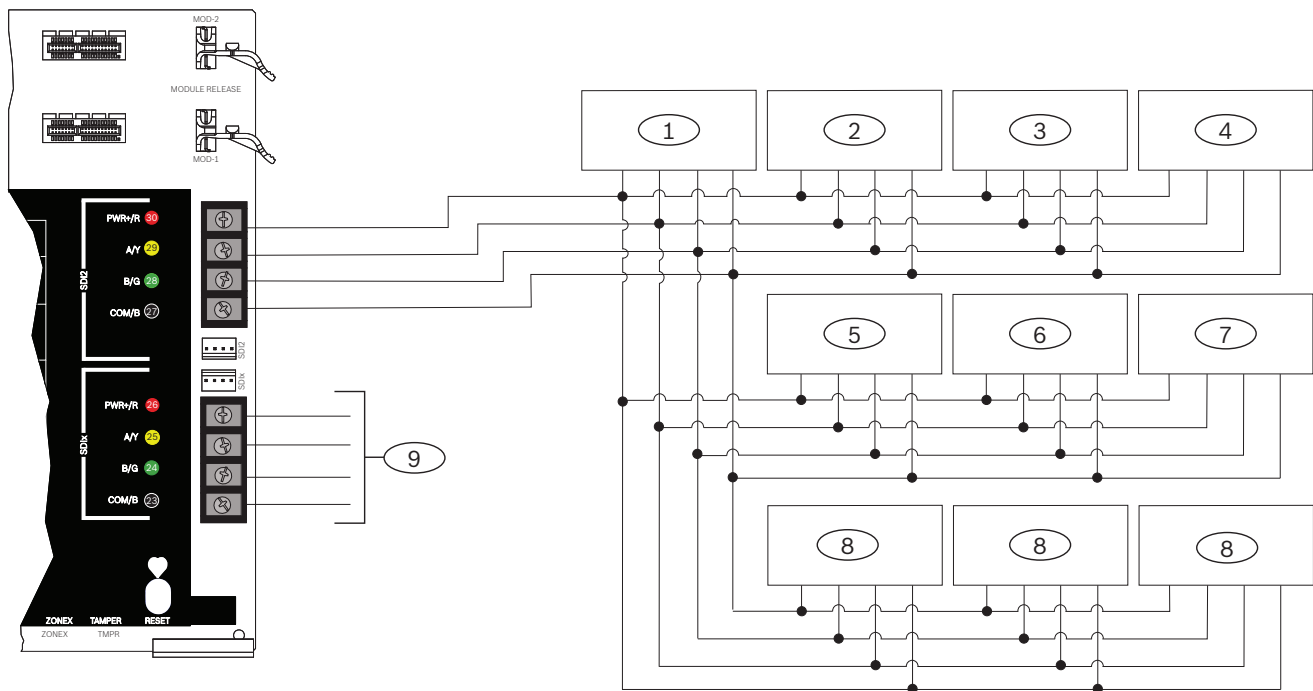 MOD-2
MODULE RELEASE
MOD-1
1
2
3
4
SDI2
PWR+/R 30
A/Y 29
B/G 28
COM/B 27
SDI2
SDIx
5
6
7
SDIx
PWR+/R 26
A/Y 25
B/G 24
COM/B 23
9
8
8
8
ZONEX TAMPER RESET
ZONEX TMPR